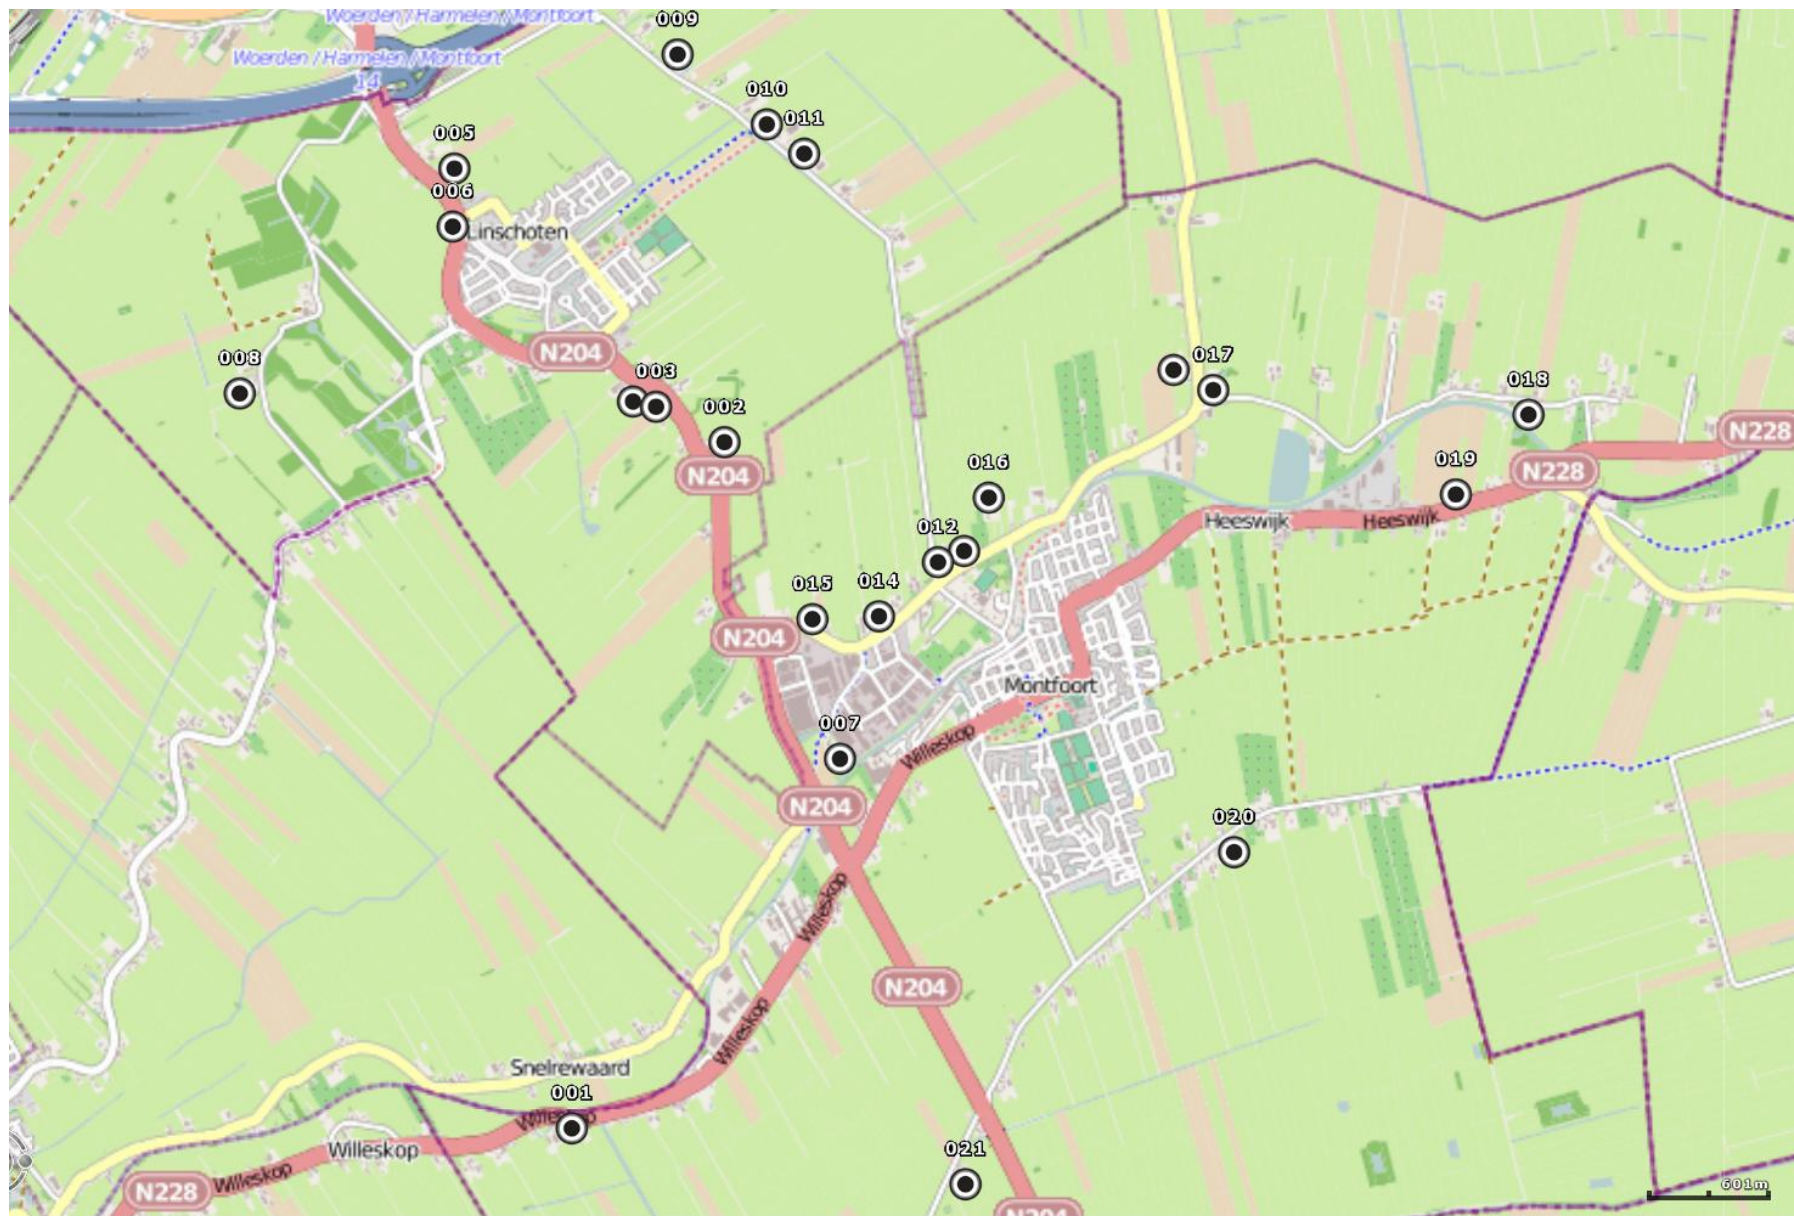 Woerden / Harmelen / Montfoort
009
Woerden / Harmelen / Montfoort
14
010
011
005
006
Linschoten
N204
008
003
002
017
018
N228
N204
016
019
N228
Heeswijk
Heeswijk
012
015
014
N204
Montfoort
007
Willeskop
N204
020
Willeskop
N204
Willeskop
Snelrewaard
001
Willeskop
Willeskop
021
Willeskop
N228
601m
N204